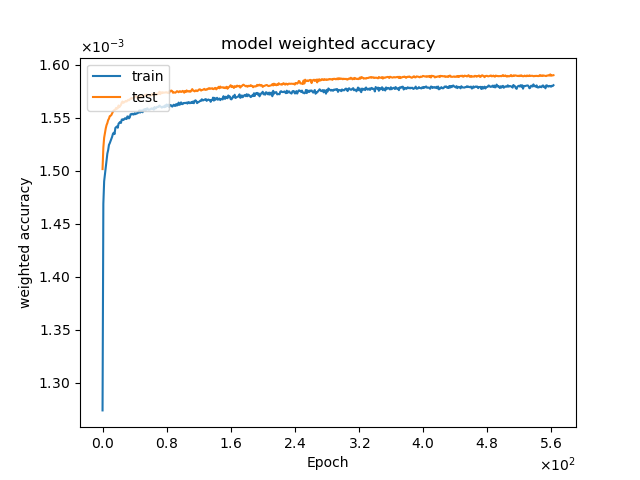 model weighted accuracy
×10⁻³
1.60
1.55
1.50
1.45
1.40
1.35
1.30
weighted accuracy
train
test
0.0 0.8 1.6 2.4 3.2 4.0 4.8 5.6
Epoch
×10²